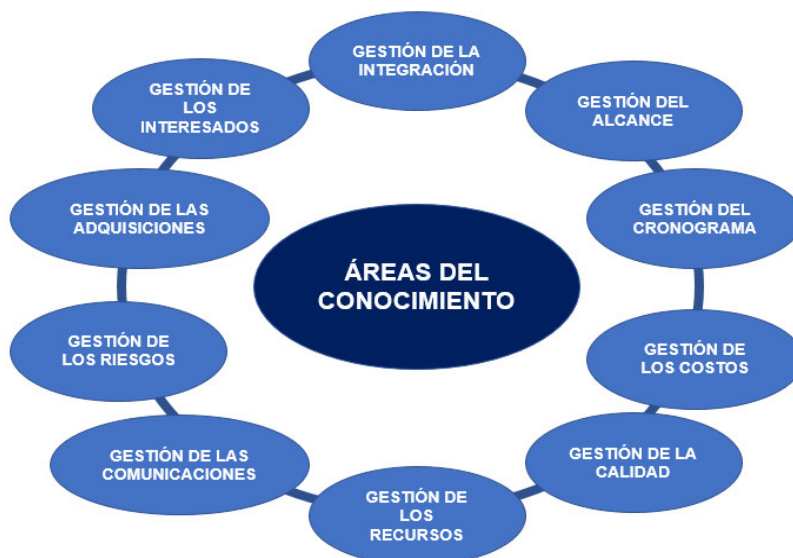 GESTIÓN DE LA
INTEGRACIÓN
GESTIÓN DEL
ALCANCE
GESTIÓN DEL
CRONOGRAMA
GESTIÓN DE
LOS COSTOS
GESTIÓN DE LA
CALIDAD
GESTIÓN DE
LOS
RECURSOS
GESTIÓN DE LAS
COMUNICACIONES
GESTIÓN DE
LOS RIESGOS
GESTIÓN DE LAS
ADQUISICIONES
GESTIÓN DE
LOS
INTERESADOS
ÁREAS DEL
CONOCIMIENTO